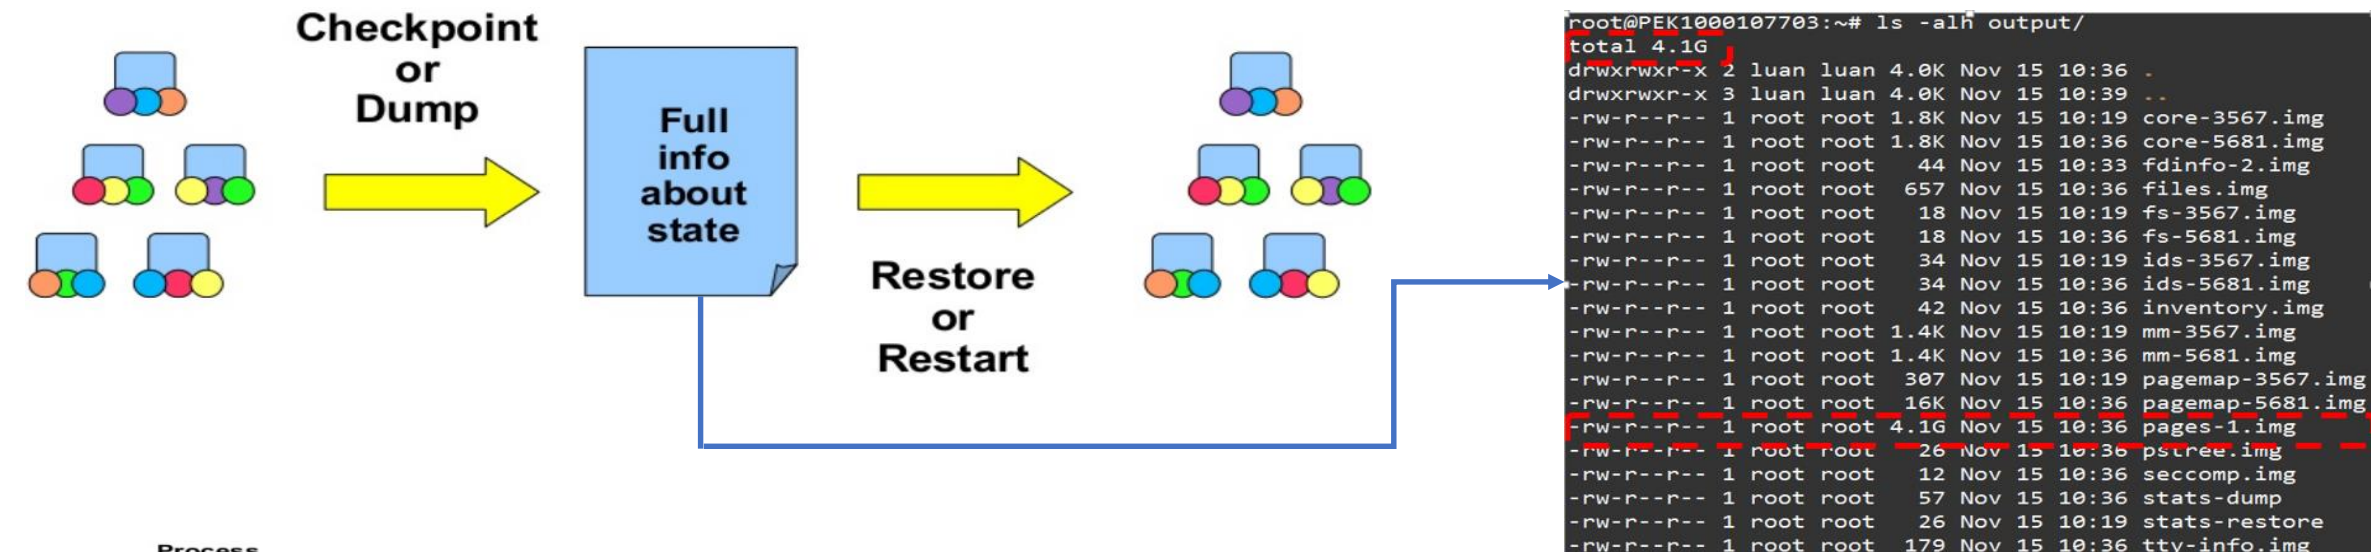 Checkpoint
or
Dump
Full
info
about
state
Restore
or
Restart
root@PEK1000107703:~# ls -alh output/
total 4.1G
drwxrwxr-x 2 luan luan 4.0K Nov 15 10:36 .
drwxrwxr-x 3 luan luan 4.0K Nov 15 10:39 ..
-rw-r--r-- 1 root root 1.8K Nov 15 10:19 core-3567.img
-rw-r--r-- 1 root root 1.8K Nov 15 10:36 core-5681.img
-rw-r--r-- 1 root root 44 Nov 15 10:33 fdinfo-2.img
-rw-r--r-- 1 root root 657 Nov 15 10:36 files.img
-rw-r--r-- 1 root root 18 Nov 15 10:19 fs-3567.img
-rw-r--r-- 1 root root 18 Nov 15 10:36 fs-5681.img
-rw-r--r-- 1 root root 34 Nov 15 10:19 ids-3567.img
-rw-r--r-- 1 root root 34 Nov 15 10:36 ids-5681.img
-rw-r--r-- 1 root root 42 Nov 15 10:36 inventory.img
-rw-r--r-- 1 root root 1.4K Nov 15 10:19 mm-3567.img
-rw-r--r-- 1 root root 1.4K Nov 15 10:36 mm-5681.img
-rw-r--r-- 1 root root 307 Nov 15 10:19 pagemap-3567.img
-rw-r--r-- 1 root root 16K Nov 15 10:36 pagemap-5681.img
-rw-r--r-- 1 root root 4.1G Nov 15 10:36 pages-1.img
-rw-r--r-- 1 root root 26 Nov 15 10:36 pstree.img
-rw-r--r-- 1 root root 12 Nov 15 10:36 seccomp.img
-rw-r--r-- 1 root root 57 Nov 15 10:36 stats-dump
-rw-r--r-- 1 root root 26 Nov 15 10:19 stats-restore
-rw-r--r-- 1 root root 179 Nov 15 10:36 tty-info.img
Process